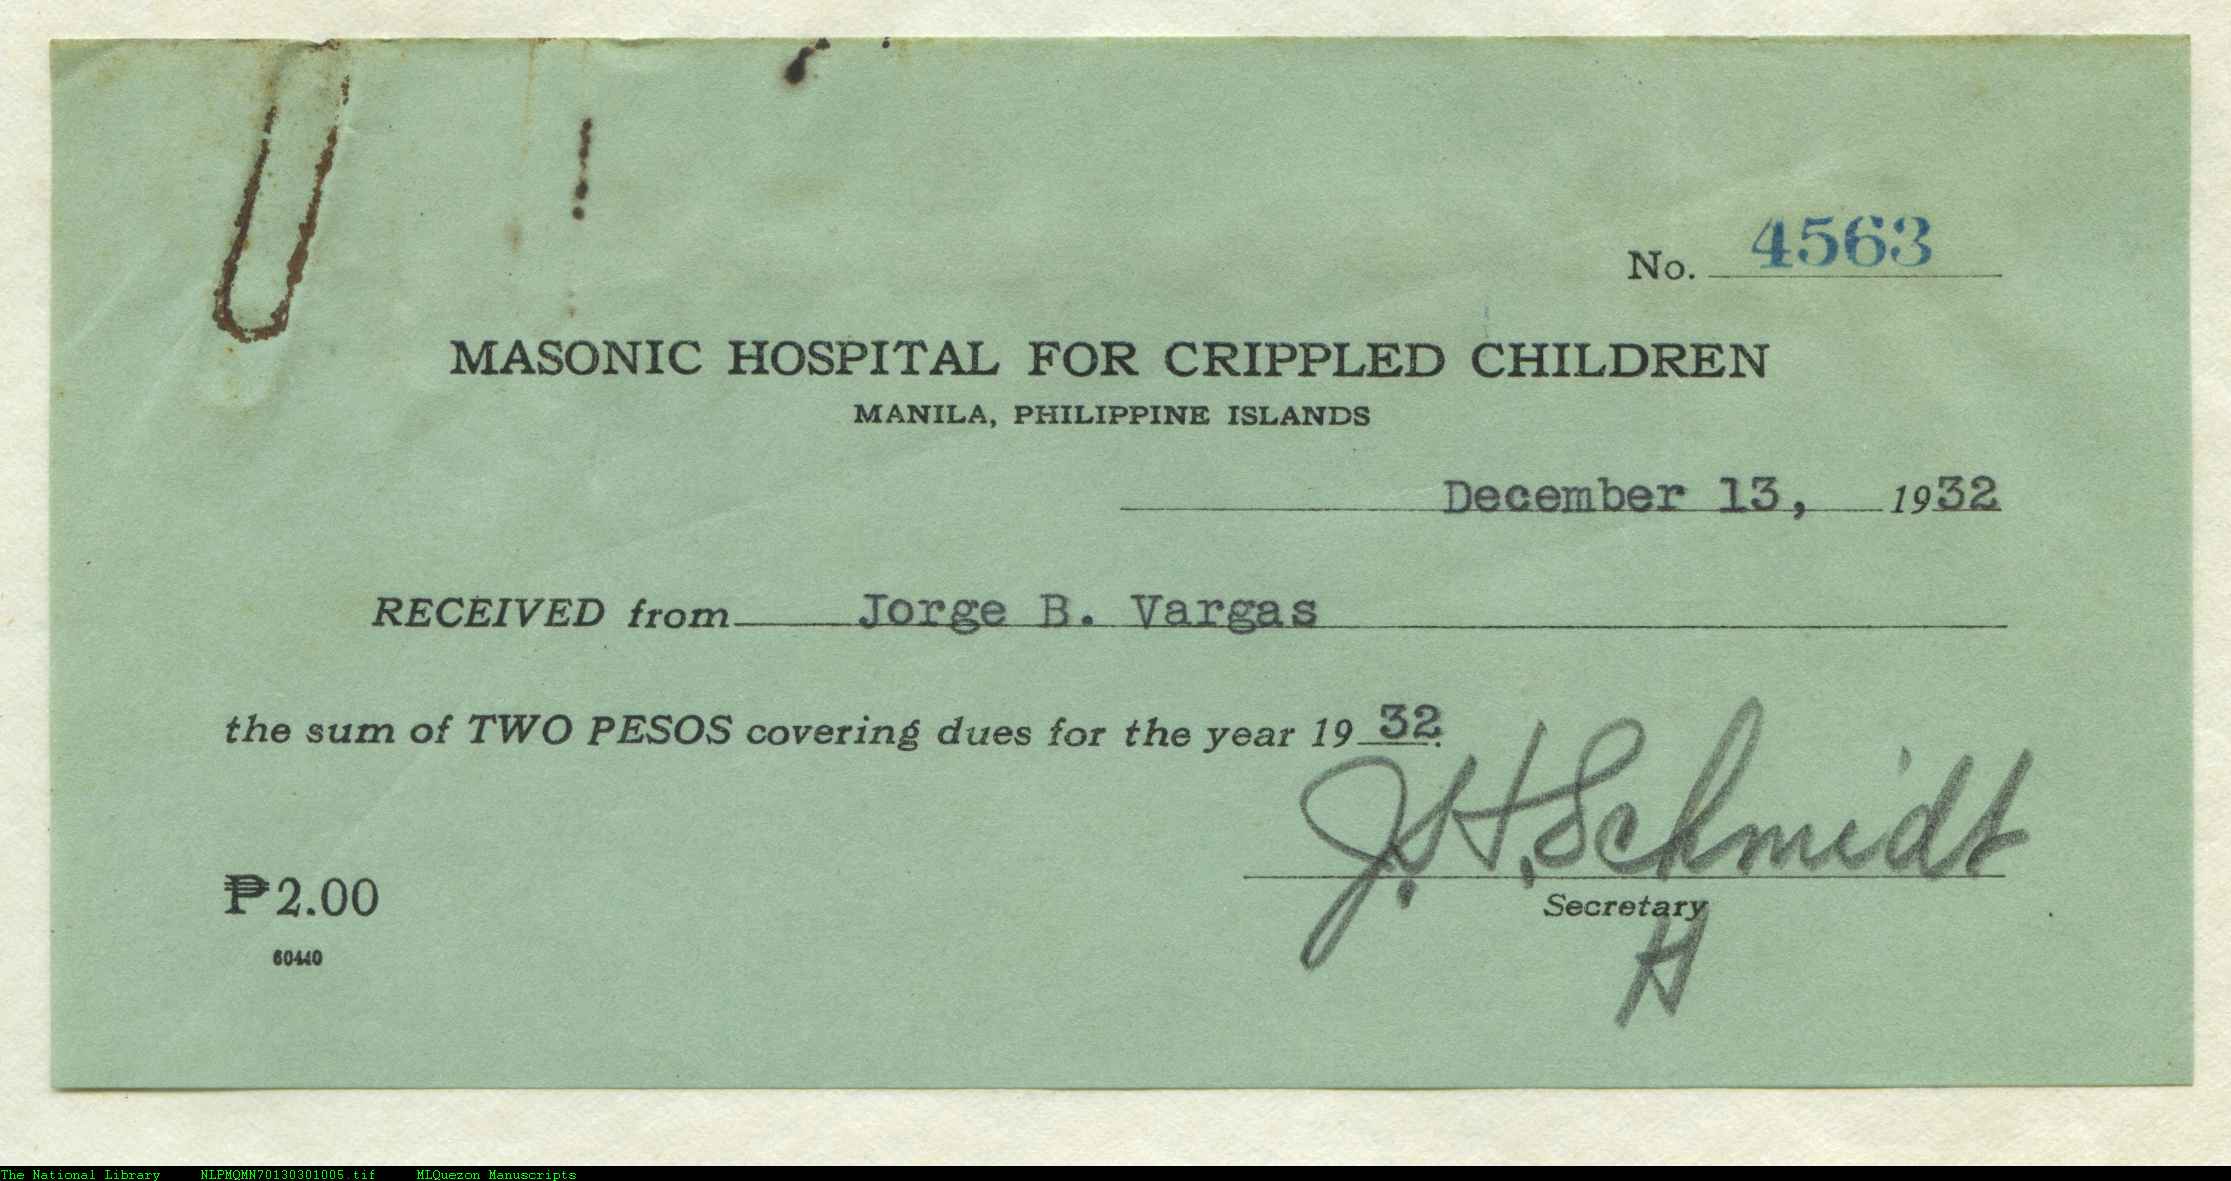 No. 4563
MASONIC HOSPITAL FOR CRIPPLED CHILDREN
MANILA, PHILIPPINE ISLANDS
December 13, 1932
RECEIVED from Jorge B. Vargas
the sum of TWO PESOS covering dues for the year 1932.
J. H. Schmidt
₱2.00
Secretary
H
60440
The National Library NLPMQMN70130301005.tif MLQuezon Manuscripts